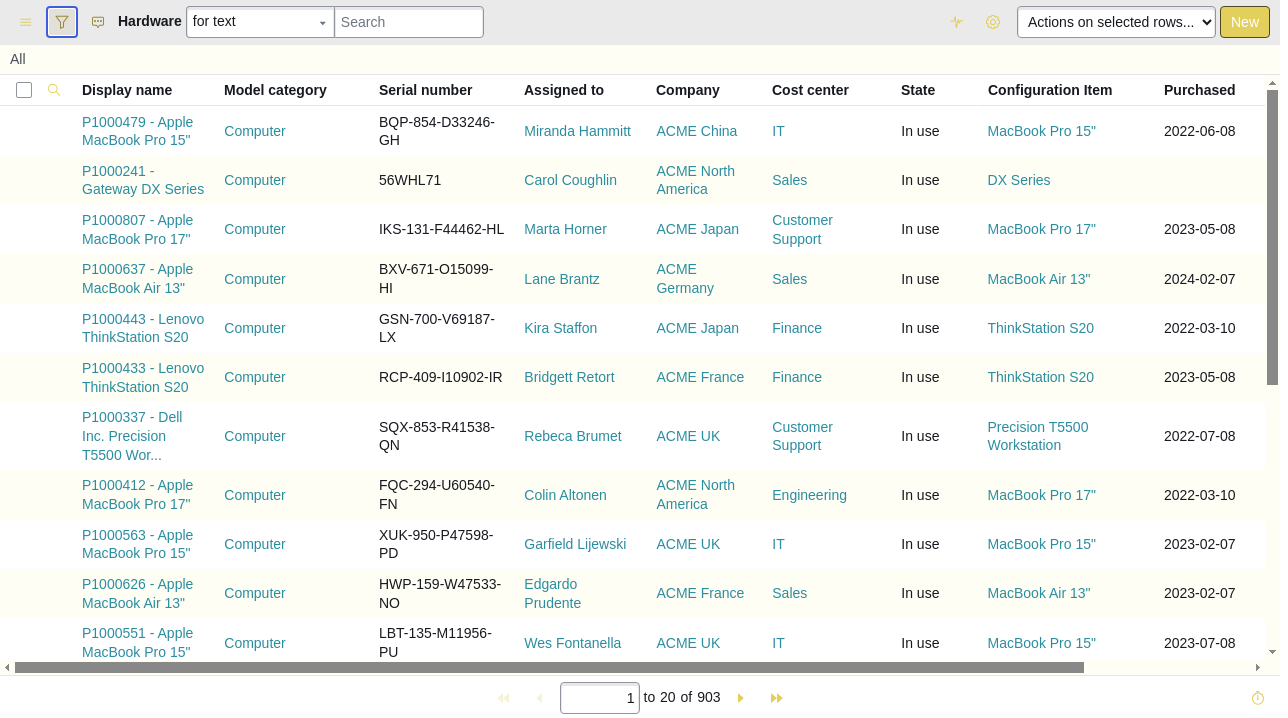 Hardware for text Search Actions on selected rows... New
All
Display name Model category Serial number Assigned to Company Cost center State Configuration Item Purchased
P1000479 - Apple MacBook Pro 15" Computer BQP-854-D33246-GH Miranda Hammitt ACME China IT In use MacBook Pro 15" 2022-06-08
P1000241 - Gateway DX Series Computer 56WHL71 Carol Coughlin ACME North America Sales In use DX Series
P1000807 - Apple MacBook Pro 17" Computer IKS-131-F44462-HL Marta Horner ACME Japan Customer Support In use MacBook Pro 17" 2023-05-08
P1000637 - Apple MacBook Air 13" Computer BXV-671-O15099-HI Lane Brantz ACME Germany Sales In use MacBook Air 13" 2024-02-07
P1000443 - Lenovo ThinkStation S20 Computer GSN-700-V69187-LX Kira Staffon ACME Japan Finance In use ThinkStation S20 2022-03-10
P1000433 - Lenovo ThinkStation S20 Computer RCP-409-I10902-IR Bridgett Retort ACME France Finance In use ThinkStation S20 2023-05-08
P1000337 - Dell Inc. Precision T5500 Wor... Computer SQX-853-R41538-QN Rebeca Brumet ACME UK Customer Support In use Precision T5500 Workstation 2022-07-08
P1000412 - Apple MacBook Pro 17" Computer FQC-294-U60540-FN Colin Altonen ACME North America Engineering In use MacBook Pro 17" 2022-03-10
P1000563 - Apple MacBook Pro 15" Computer XUK-950-P47598-PD Garfield Lijewski ACME UK IT In use MacBook Pro 15" 2023-02-07
P1000626 - Apple MacBook Air 13" Computer HWP-159-W47533-NO Edgardo Prudente ACME France Sales In use MacBook Air 13" 2023-02-07
P1000551 - Apple MacBook Pro 15" Computer LBT-135-M11956-PU Wes Fontanella ACME UK IT In use MacBook Pro 15" 2023-07-08
1 to 20 of 903